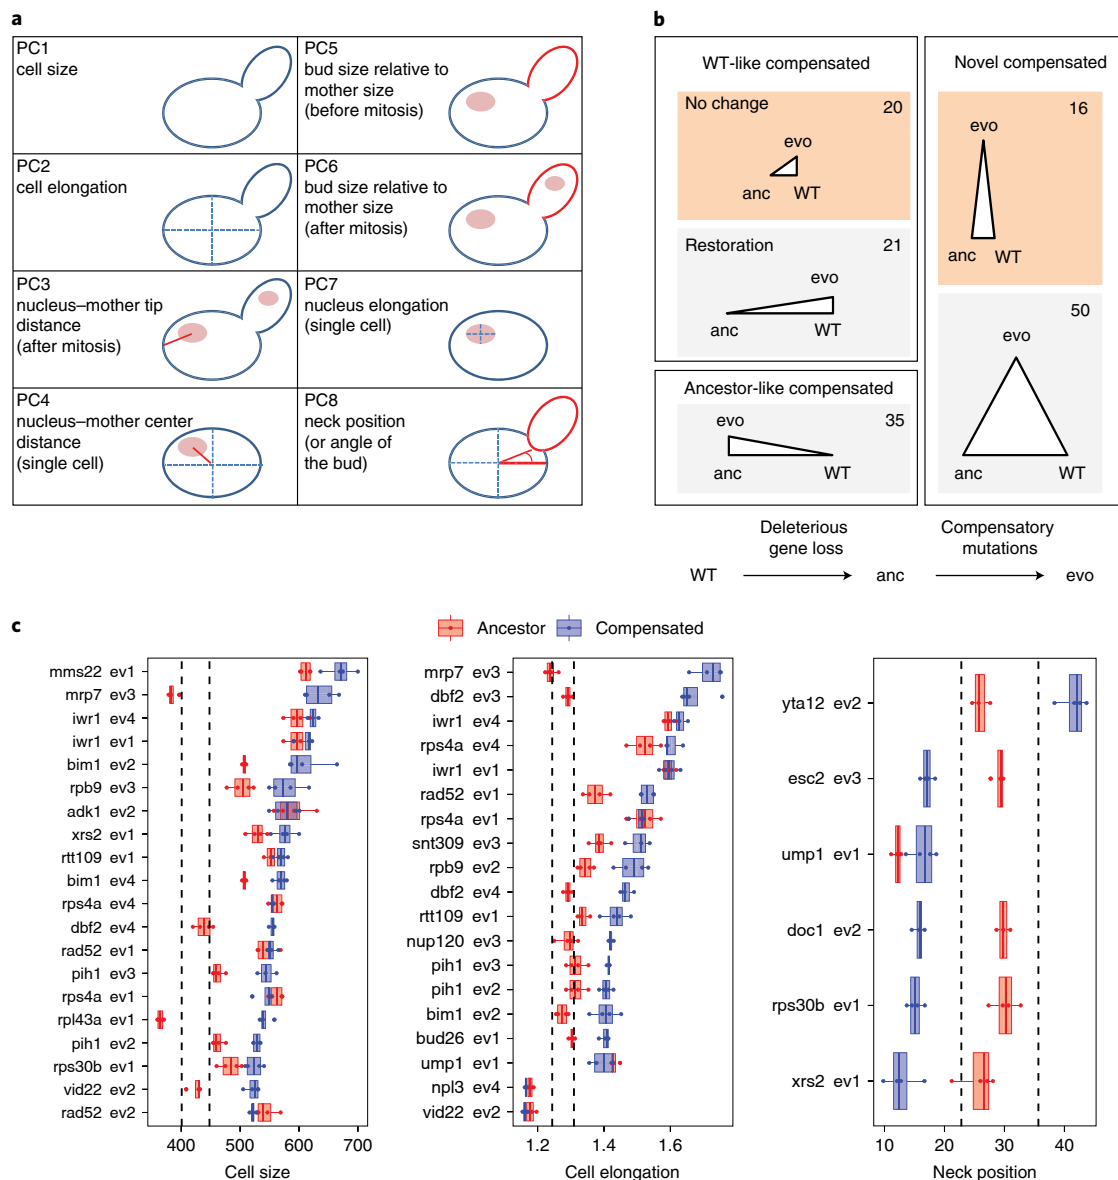 a
PC1
cell size
PC5
bud size relative to
mother size
(before mitosis)
PC2
cell elongation
PC6
bud size relative to
mother size
(after mitosis)
PC3
nucleus–mother tip
distance
(after mitosis)
PC7
nucleus elongation
(single cell)
PC4
nucleus–mother center
distance
(single cell)
PC8
neck position
(or angle of
the bud)
b
WT-like compensated
No change
20
evo
anc
WT
Restoration
21
evo
anc
WT
Ancestor-like compensated
35
evo
anc
WT
Novel compensated
16
evo
anc
WT
50
evo
anc
WT
Deleterious
gene loss
Compensatory
mutations
WT
anc
evo
c
Ancestor
Compensated
mms22 ev1
mrp7 ev3
iwr1 ev4
iwr1 ev1
bim1 ev2
rpb9 ev3
adk1 ev2
xrs2 ev1
rtt109 ev1
bim1 ev4
rps4a ev4
dbf2 ev4
rad52 ev1
pih1 ev3
rps4a ev1
rpl43a ev1
pih1 ev2
rps30b ev1
vid22 ev2
rad52 ev2
400 500 600 700
Cell size
mrp7 ev3
dbf2 ev3
iwr1 ev4
rps4a ev4
iwr1 ev1
rad52 ev1
rps4a ev1
snt309 ev3
rpb9 ev2
dbf2 ev4
rtt109 ev1
nup120 ev3
pih1 ev3
pih1 ev2
bim1 ev2
bud26 ev1
ump1 ev1
npl3 ev4
vid22 ev2
1.2 1.4 1.6
Cell elongation
yta12 ev2
esc2 ev3
ump1 ev1
doc1 ev2
rps30b ev1
xrs2 ev1
10 20 30 40
Neck position